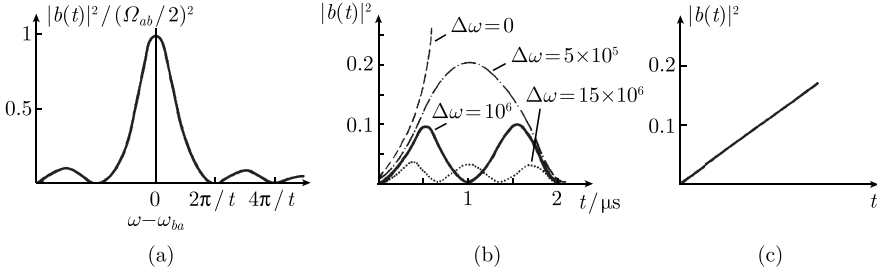 |b(t)|²/(Ω_ab/2)²
1
0.5
0
2π/t
4π/t
ω−ω_ba
(a)
|b(t)|²
0.2
0.1
Δω=0
Δω=5×10⁵
Δω=15×10⁶
Δω=10⁶
1
2
t/μs
(b)
|b(t)|²
0.2
0.1
t
(c)